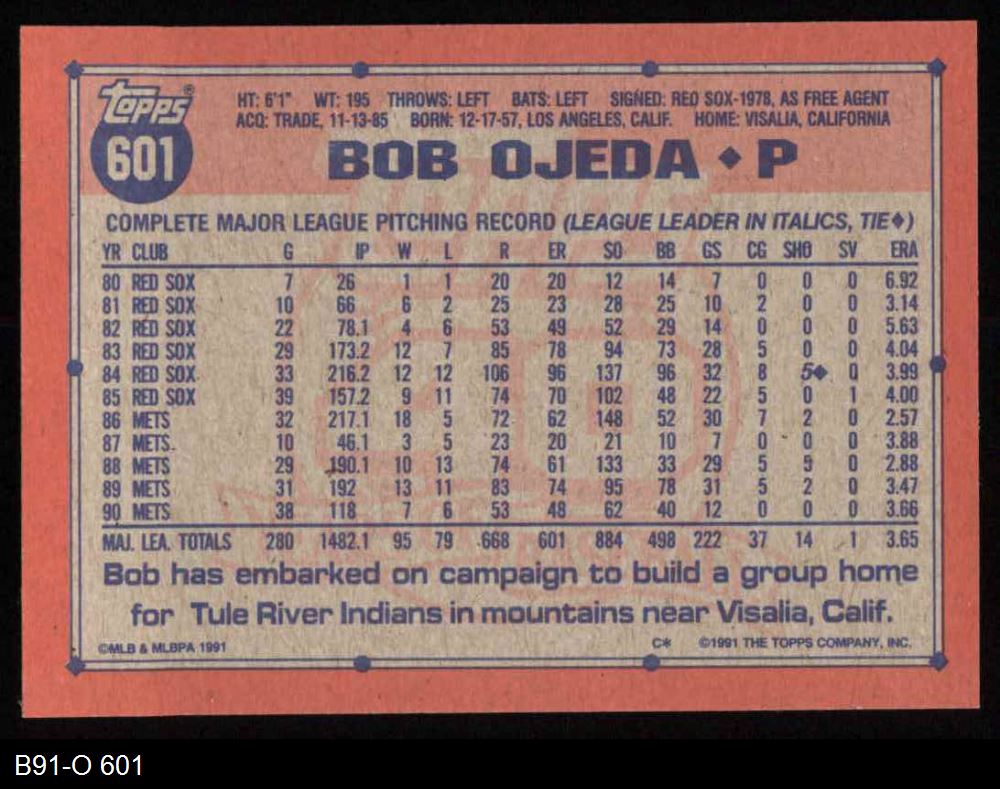 Topps®
601
HT: 6'1" WT: 195 THROWS: LEFT BATS: LEFT SIGNED: RED SOX-1978, AS FREE AGENT
ACQ: TRADE, 11-13-85 BORN: 12-17-57, LOS ANGELES, CALIF. HOME: VISALIA, CALIFORNIA
BOB OJEDA ♦ P
COMPLETE MAJOR LEAGUE PITCHING RECORD (LEAGUE LEADER IN ITALICS, TIE♦)
YR CLUB G IP W L R ER SO BB GS CG SHO SV ERA
80 RED SOX 7 26 1 1 20 20 12 14 7 0 0 0 6.92
81 RED SOX 10 66 6 2 25 23 28 25 10 2 0 0 3.14
82 RED SOX 22 78.1 4 6 53 49 52 29 14 0 0 0 5.63
83 RED SOX 29 173.2 12 7 85 78 94 73 28 5 0 0 4.04
84 RED SOX 33 216.2 12 12 106 96 137 96 32 8 5♦ 0 3.99
85 RED SOX 39 157.2 9 11 74 70 102 48 22 5 0 1 4.00
86 METS 32 217.1 18 5 72 62 148 52 30 7 2 0 2.57
87 METS 10 46.1 3 5 23 20 21 10 7 0 0 0 3.88
88 METS 29 190.1 10 13 74 61 133 33 29 5 5 0 2.88
89 METS 31 192 13 11 83 74 95 78 31 5 2 0 3.47
90 METS 38 118 7 6 53 48 62 40 12 0 0 0 3.66
MAJ. LEA. TOTALS 280 1482.1 95 79 668 601 884 498 222 37 14 1 3.65
Bob has embarked on campaign to build a group home
for Tule River Indians in mountains near Visalia, Calif.
©MLB & MLBPA 1991 C* ©1991 THE TOPPS COMPANY, INC.
B91-O 601